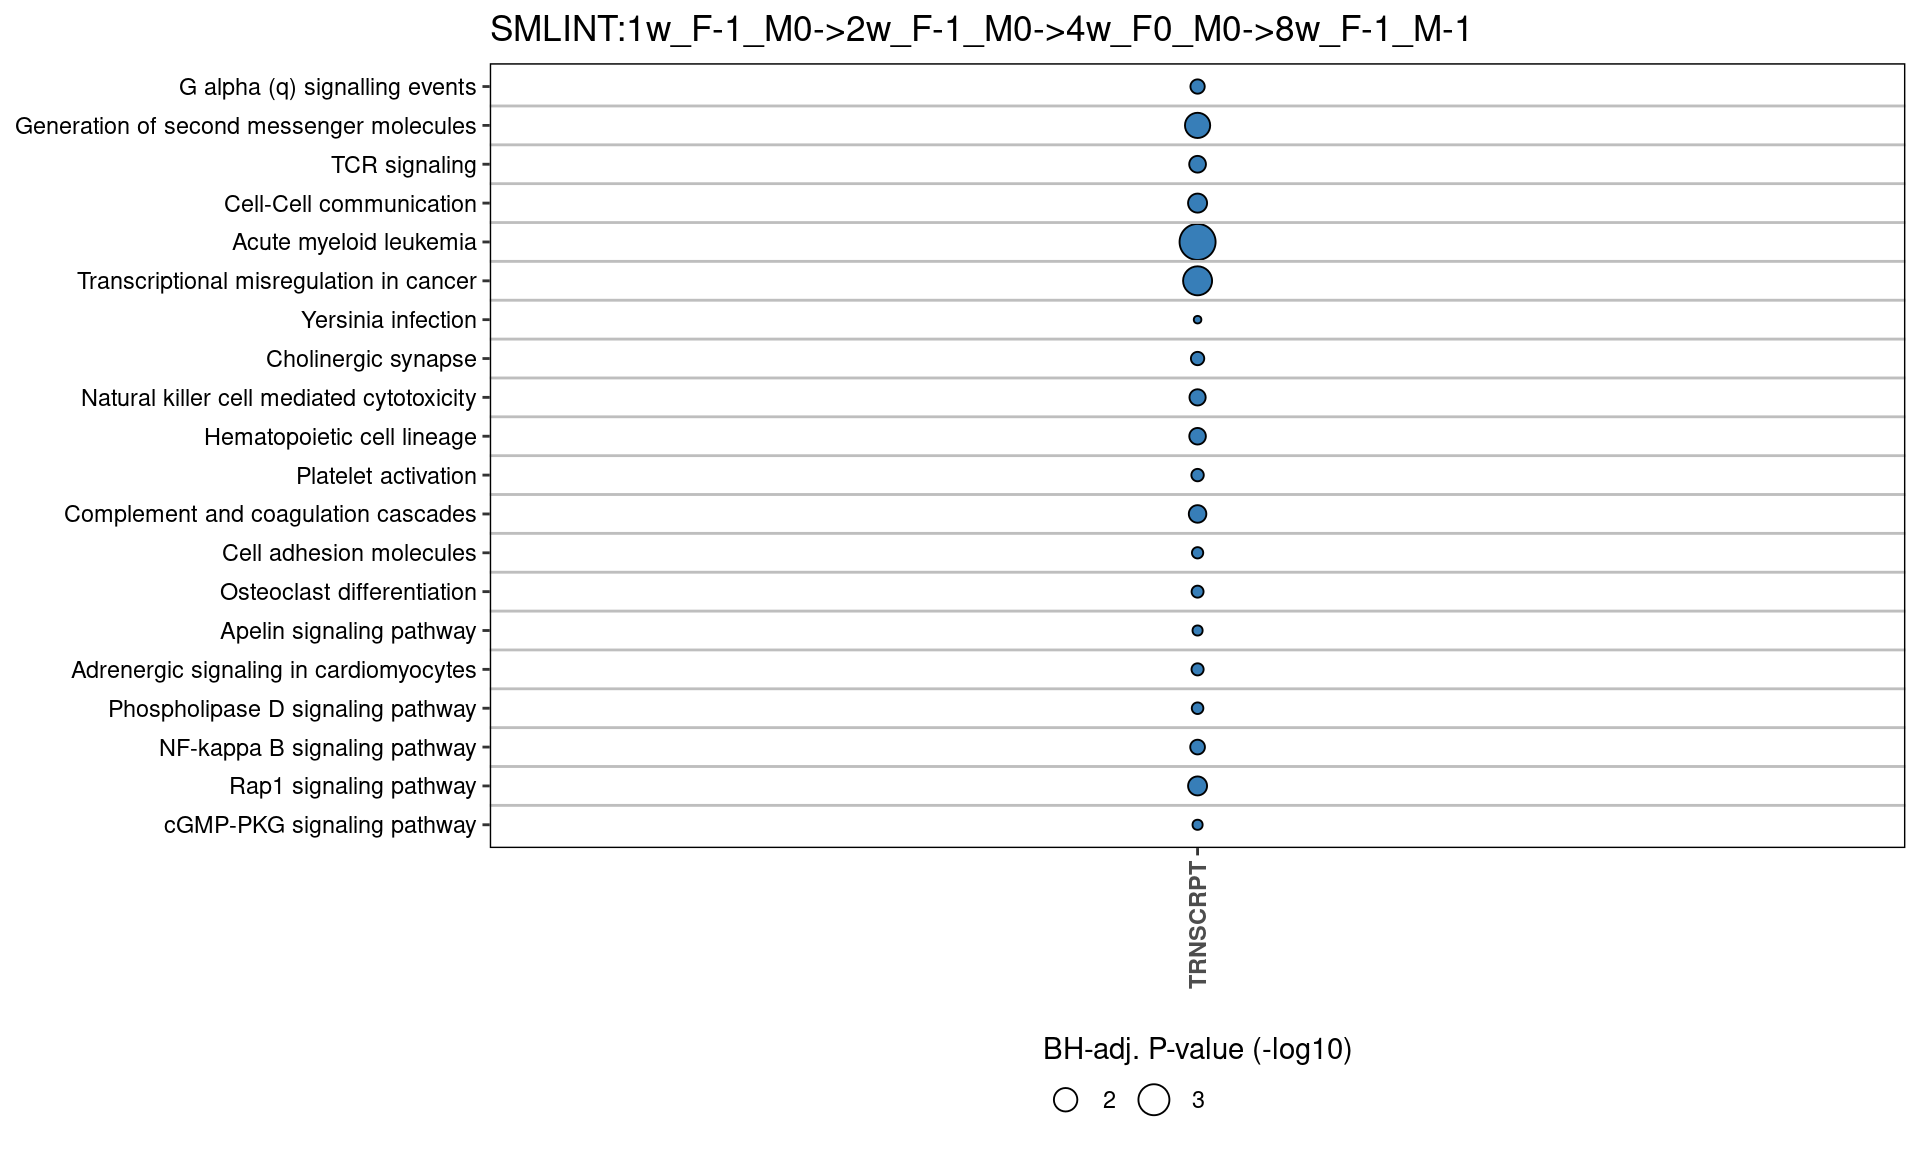 SMLINT:1w_F-1_M0->2w_F-1_M0->4w_F0_M0->8w_F-1_M-1
G alpha (q) signalling events
Generation of second messenger molecules
TCR signaling
Cell-Cell communication
Acute myeloid leukemia
Transcriptional misregulation in cancer
Yersinia infection
Cholinergic synapse
Natural killer cell mediated cytotoxicity
Hematopoietic cell lineage
Platelet activation
Complement and coagulation cascades
Cell adhesion molecules
Osteoclast differentiation
Apelin signaling pathway
Adrenergic signaling in cardiomyocytes
Phospholipase D signaling pathway
NF-kappa B signaling pathway
Rap1 signaling pathway
cGMP-PKG signaling pathway
TRNSCRPT
BH-adj. P-value (-log10)
2 3